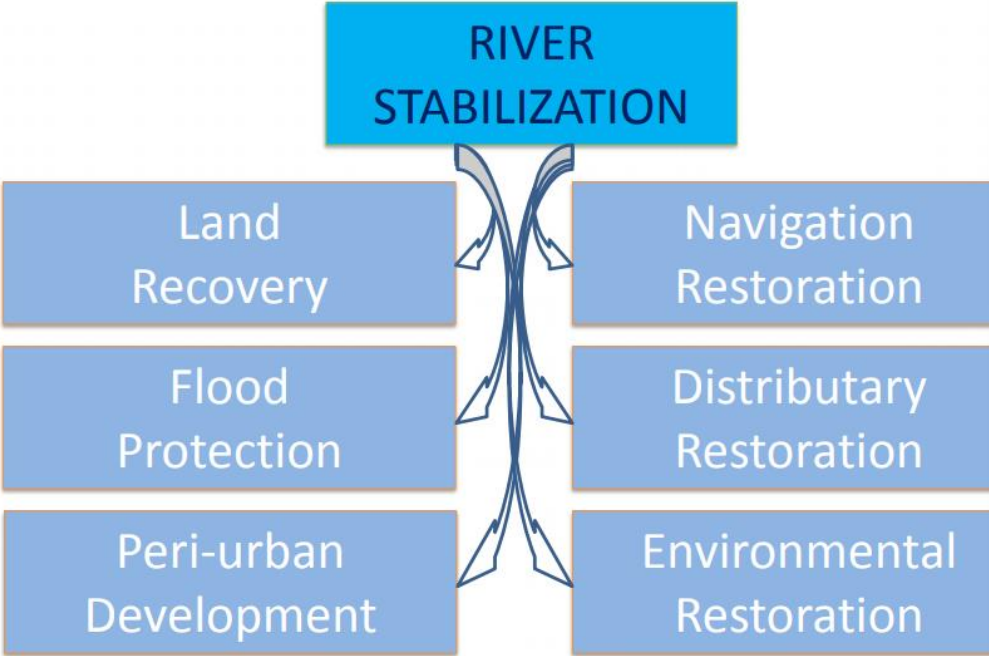 RIVER
STABILIZATION
Land
Recovery
Navigation
Restoration
Flood
Protection
Distributary
Restoration
Peri-urban
Development
Environmental
Restoration